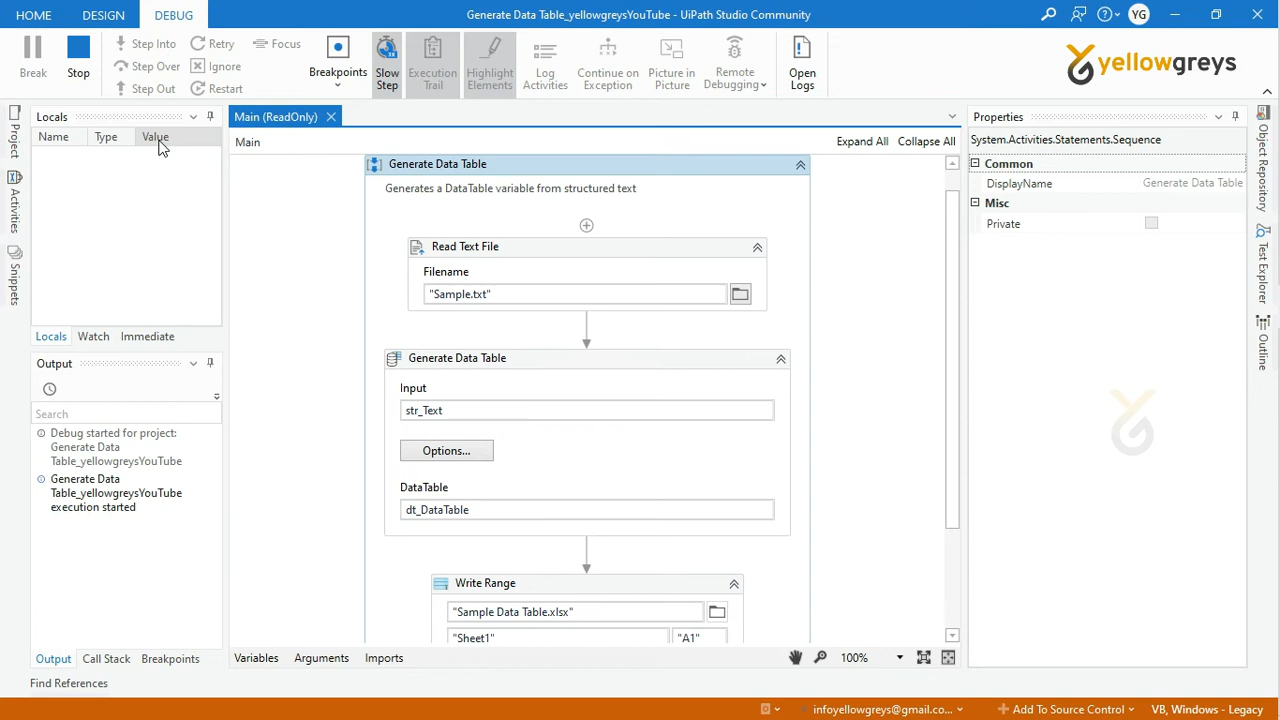 HOME DESIGN DEBUG Generate Data Table_yellowgreysYouTube - UiPath Studio Community YG
Break Stop Step Into Step Over Step Out Retry Ignore Restart Focus Breakpoints Slow Step Execution Trail Highlight Elements Log Activities Continue on Exception Picture in Picture Remote Debugging Open Logs yellowgreys
Project
Activities
Snippets
Locals
Name Type Value
Locals Watch Immediate
Output
Search
Debug started for project:
Generate Data
Table_yellowgreysYouTube
Generate Data
Table_yellowgreysYouTube
execution started
Output Call Stack Breakpoints
Find References
Main (ReadOnly)
Main Expand All Collapse All
Generate Data Table
Generates a DataTable variable from structured text
Read Text File
Filename
"Sample.txt"
Generate Data Table
Input
str_Text
Options...
DataTable
dt_DataTable
Write Range
"Sample Data Table.xlsx"
"Sheet1" "A1"
Variables Arguments Imports 100%
Properties
System.Activities.Statements.Sequence
Common
DisplayName Generate Data Table
Misc
Private
Object Repository
Test Explorer
Outline
infoyellowgreys@gmail.co... Add To Source Control VB, Windows - Legacy